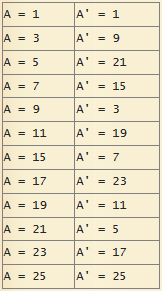 A = 1 A' = 1
A = 3 A' = 9
A = 5 A' = 21
A = 7 A' = 15
A = 9 A' = 3
A = 11 A' = 19
A = 15 A' = 7
A = 17 A' = 23
A = 19 A' = 11
A = 21 A' = 5
A = 23 A' = 17
A = 25 A' = 25